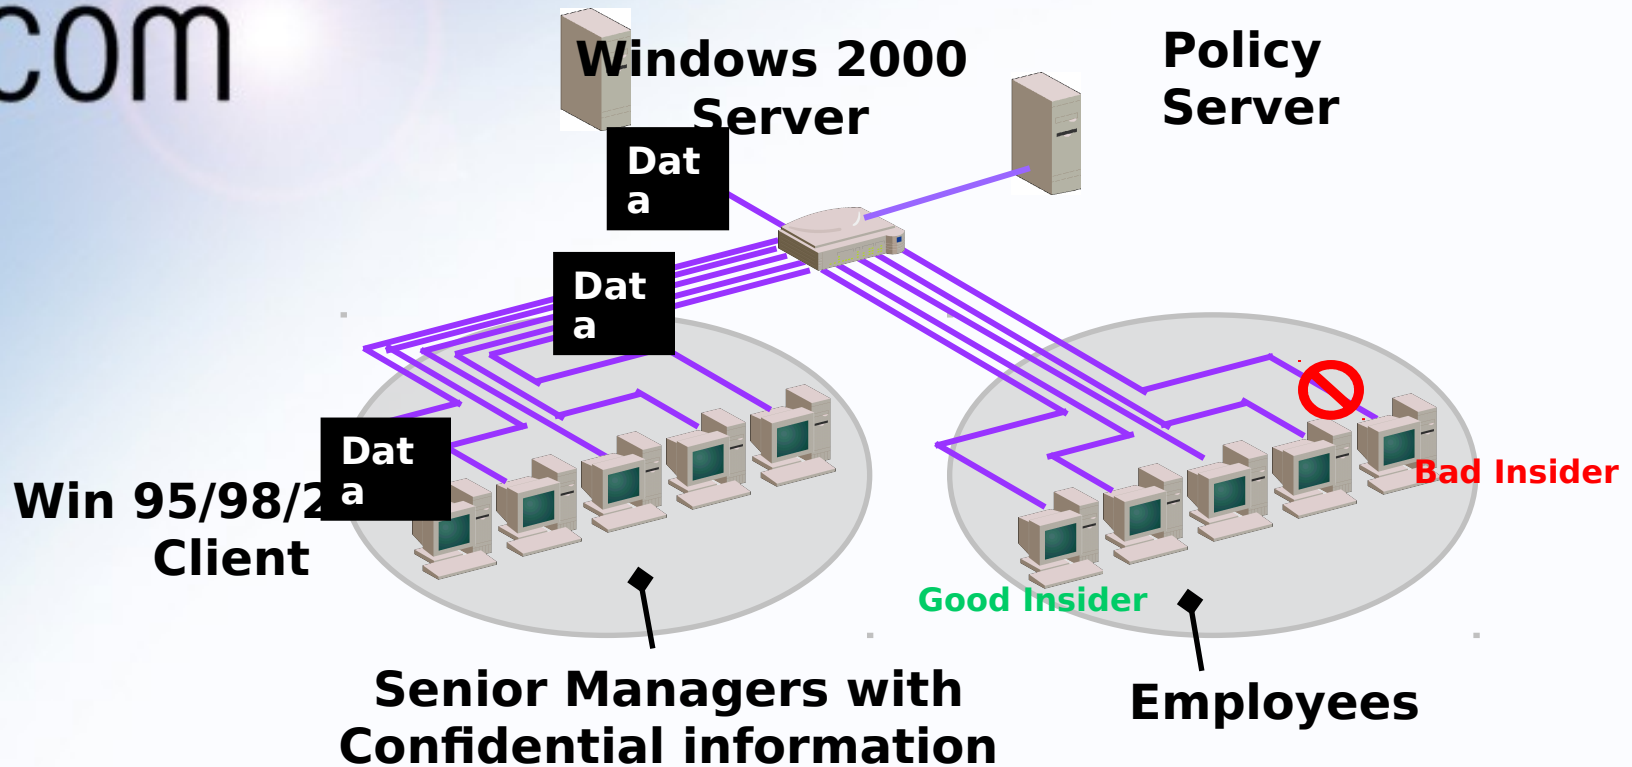 com
Windows 2000
Server
Policy
Server
Dat
a
Dat
a
Dat
a
Win 95/98/2
Client
Bad Insider
Good Insider
Senior Managers with
Confidential information
Employees